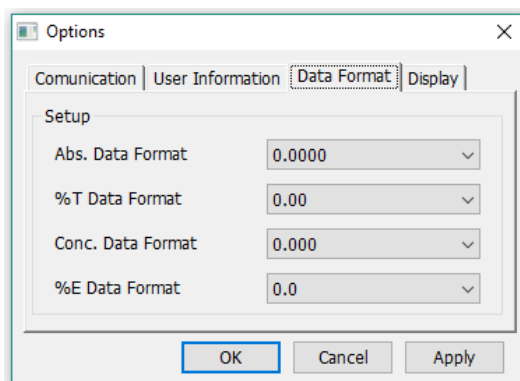 Options
Comunication User Information Data Format Display
Setup
Abs. Data Format 0.0000
%T Data Format 0.00
Conc. Data Format 0.000
%E Data Format 0.0
OK Cancel Apply